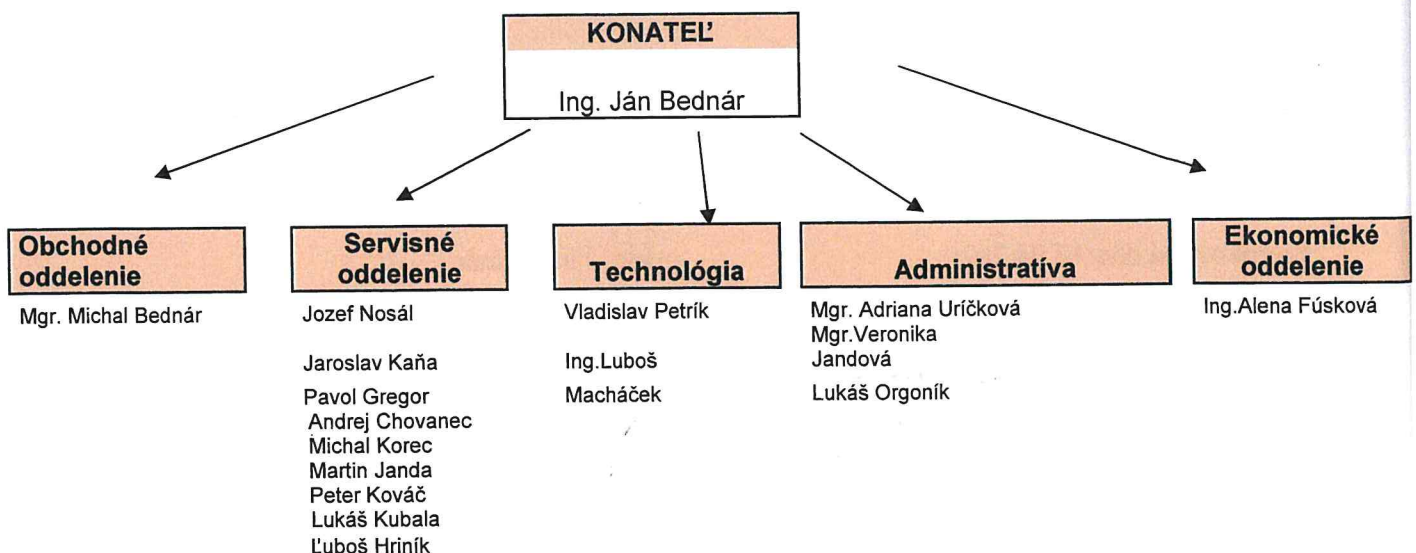 KONATEĽ
Ing. Ján Bednár
Obchodné
oddelenie
Mgr. Michal Bednár
Servisné
oddelenie
Jozef Nosál
Jaroslav Kaňa
Pavol Gregor
Andrej Chovanec
Michal Korec
Martin Janda
Peter Kováč
Lukáš Kubala
Ľuboš Hriník
Technológia
Vladislav Petrík
Ing.Luboš
Macháček
Administratíva
Mgr. Adriana Uríčková
Mgr.Veronika
Jandová
Lukáš Orgoník
Ekonomické
oddelenie
Ing.Alena Fúsková